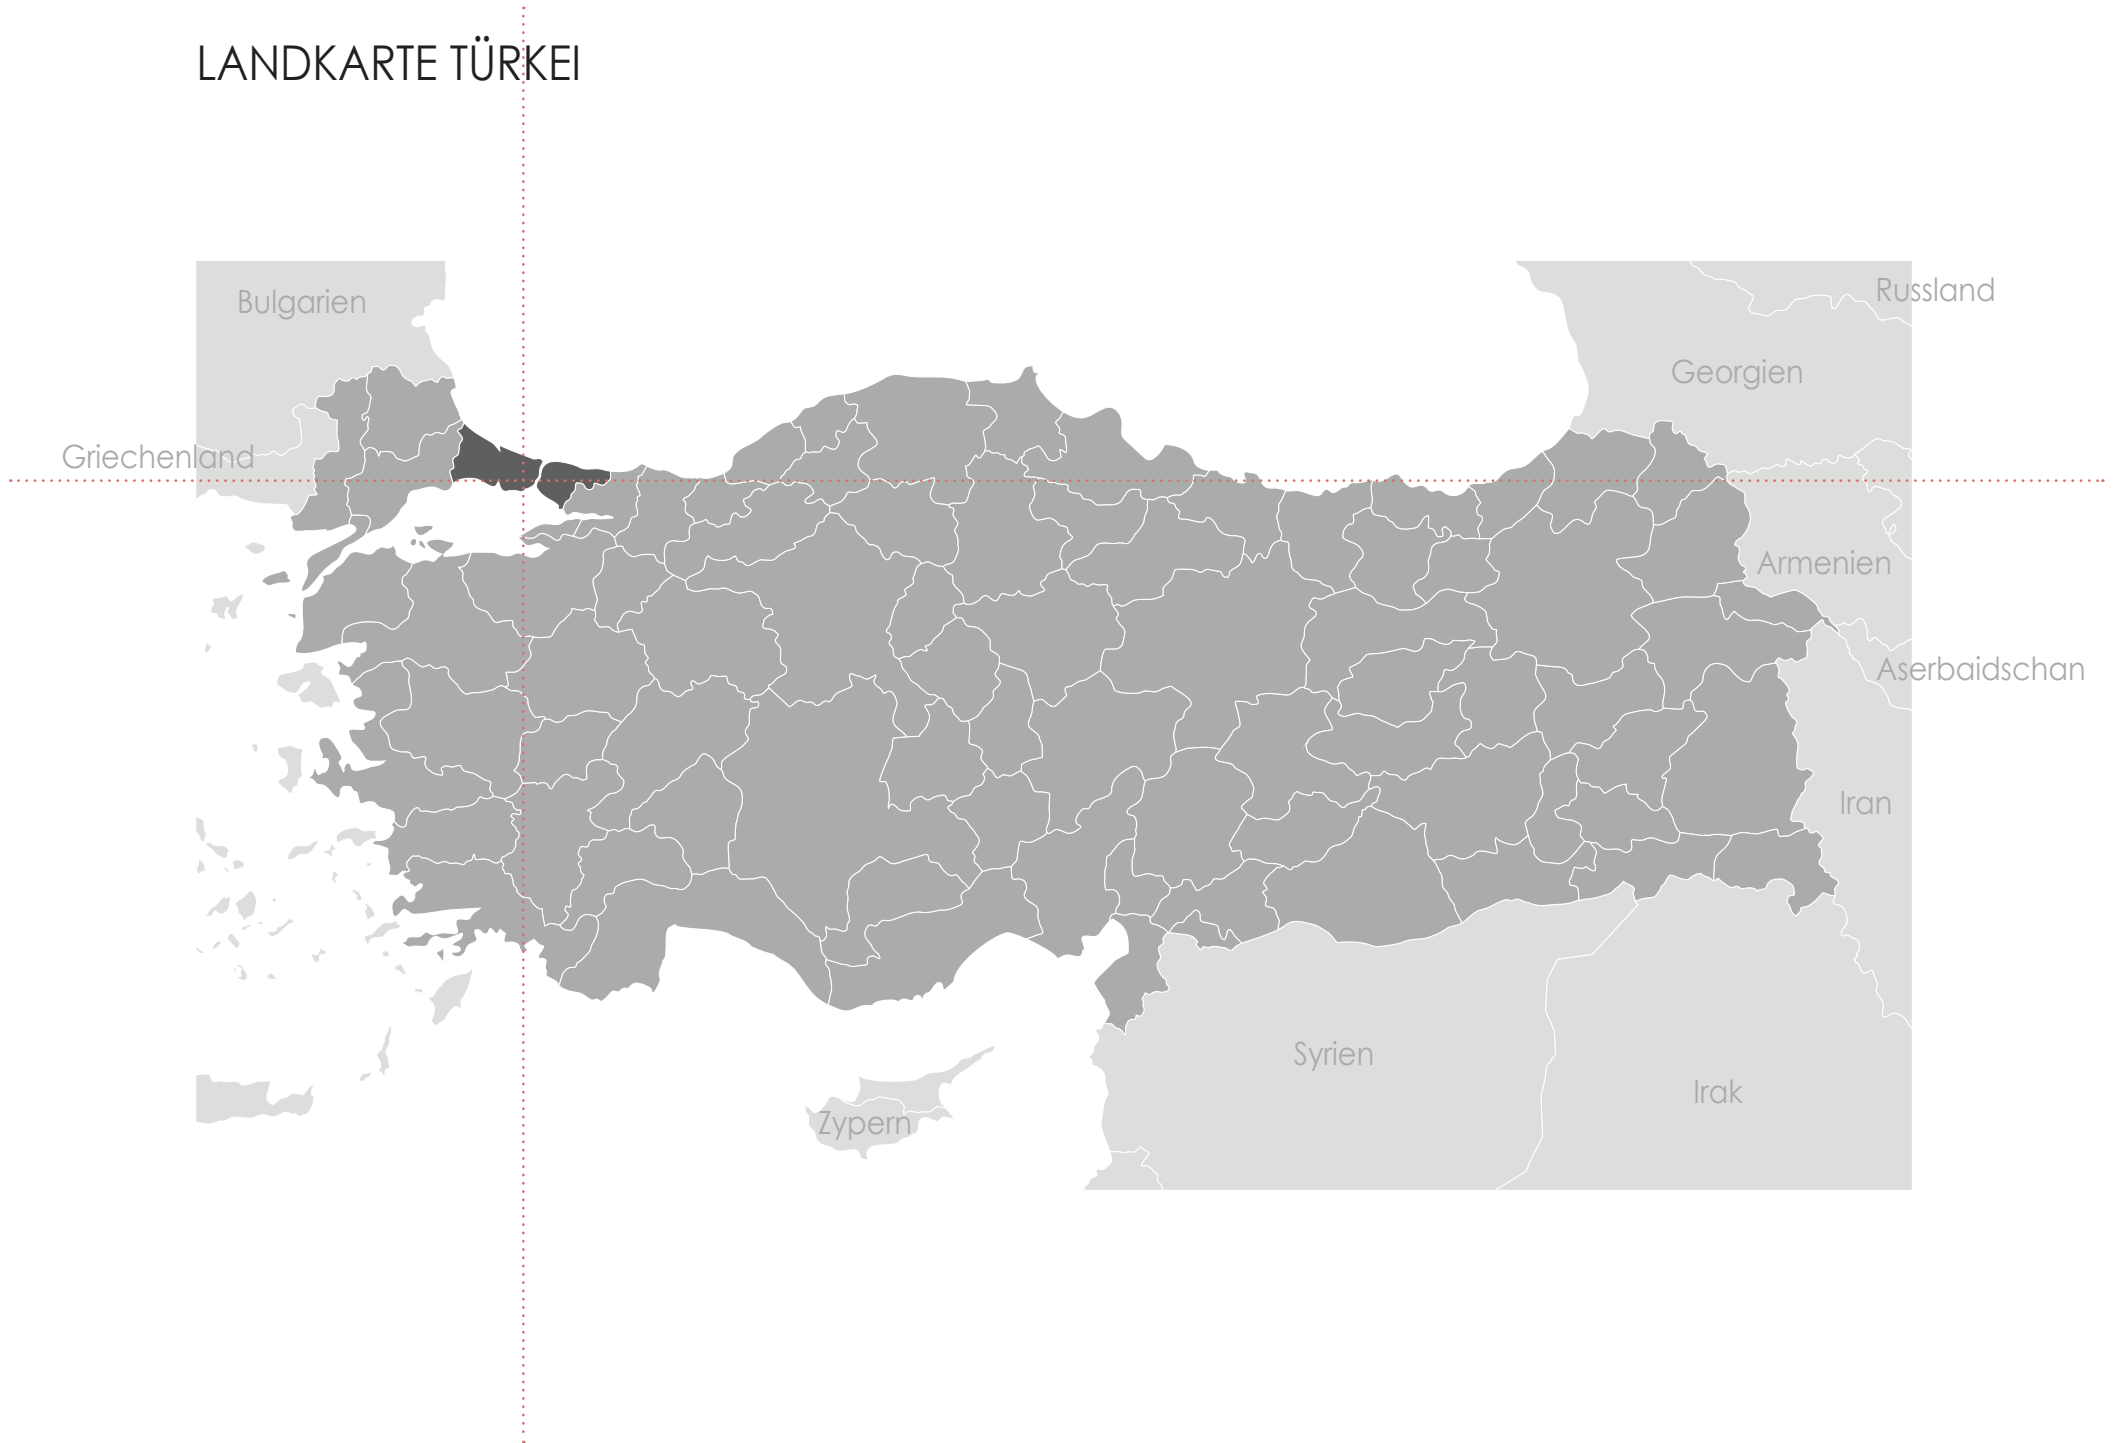 LANDKARTE TÜRKEI
Bulgarien
Russland
Georgien
Griechenland
Armenien
Aserbaidschan
Iran
Syrien
Irak
Zypern